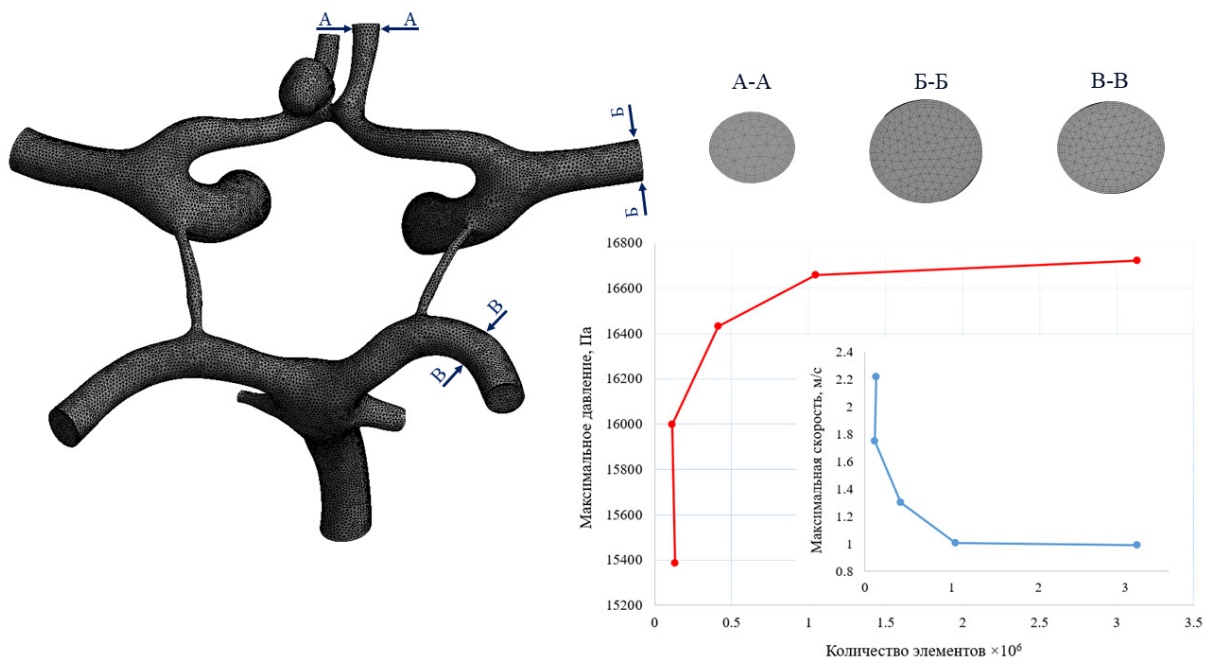 А А
А-А Б-Б В-В
Б
Б
В
В
Максимальное давление, Па
16800
16600
16400
16200
16000
15800
15600
15400
15200
0 0.5 1 1.5 2 2.5 3 3.5
Количество элементов ×10⁶
Максимальная скорость, м/с
2.4
2.2
2
1.8
1.6
1.4
1.2
1
0.8
0 1 2 3